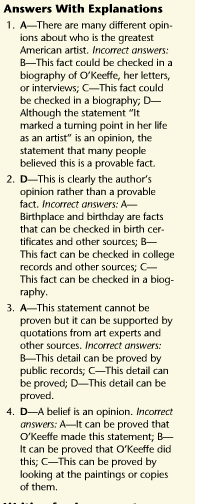 Answers With Explanations
1. A—There are many different opin-
ions about who is the greatest
American artist. Incorrect answers:
B—This fact could be checked in a
biography of O'Keeffe, her letters,
or interviews; C—This fact could
be checked in a biography; D—
Although the statement "It
marked a turning point in her life
as an artist" is an opinion, the
statement that many people
believed this is a provable fact.
2. D—This is clearly the author's
opinion rather than a provable
fact. Incorrect answers: A—
Birthplace and birthday are facts
that can be checked in birth cer-
tificates and other sources; B—
This fact can be checked in college
records and other sources; C—
This fact can be checked in a biog-
raphy.
3. A—This statement cannot be
proven but it can be supported by
quotations from art experts and
other sources. Incorrect answers:
B—This detail can be proved by
public records; C—This detail can
be proved; D—This detail can be
proved.
4. D—A belief is an opinion. Incorrect
answers: A—It can be proved that
O'Keeffe made this statement; B—
It can be proved that O'Keeffe did
this; C—This can be proved by
looking at the paintings or copies
of them.